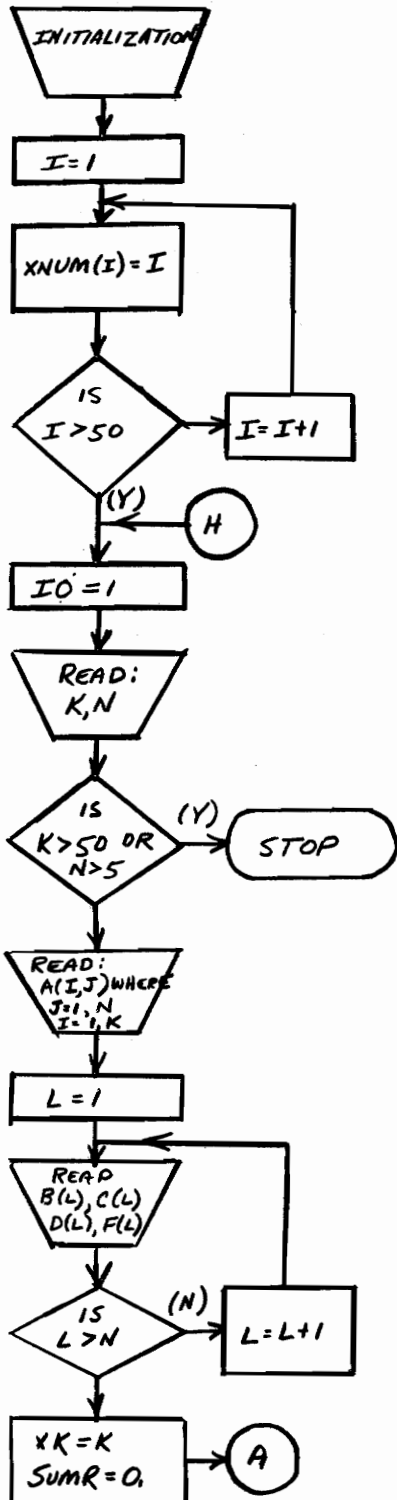 INITIALIZATION
I=1
XNUM(I)=I
IS
I>50
I=I+1
(Y)
H
IO=1
READ:
K,N
IS
K>50 OR
N>5
(Y)
STOP
READ:
A(I,J) WHERE
J=1,N
I=1,K
L=1
READ
B(L), C(L)
D(L), F(L)
IS
L>N
(N)
L=L+1
XK=K
SUMR=0.
A